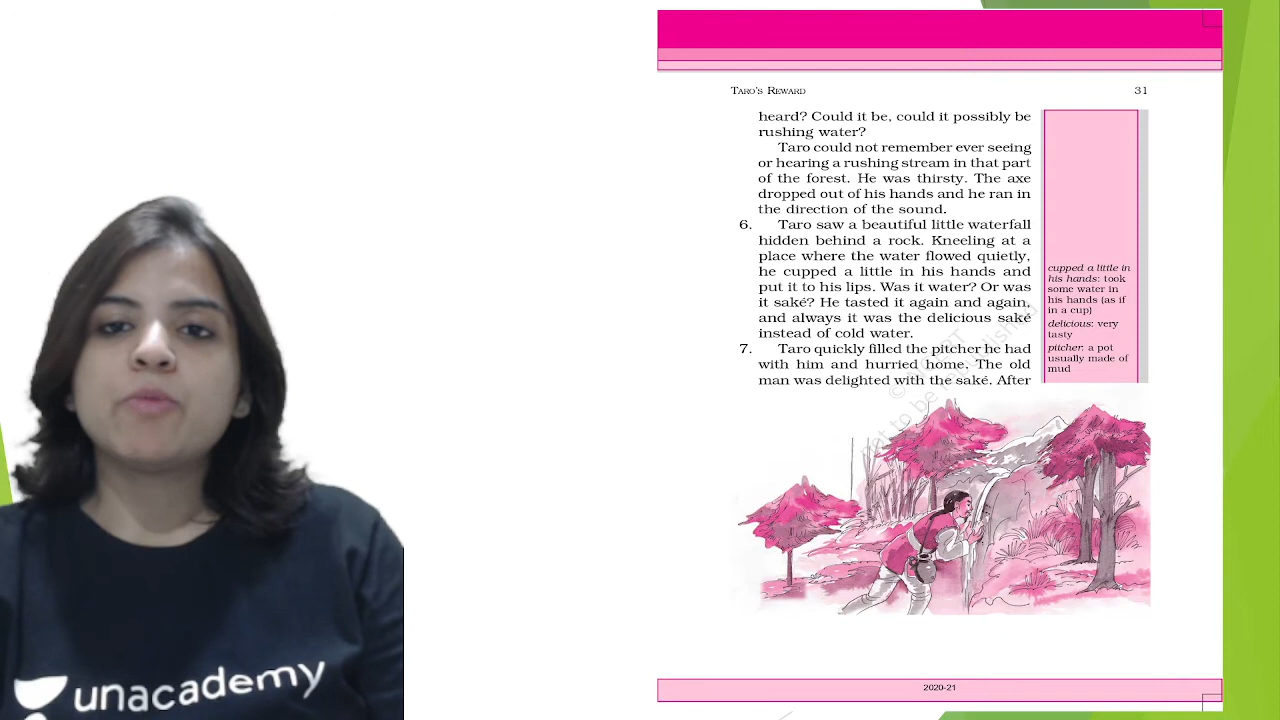 TARO'S REWARD 31
heard? Could it be, could it possibly be
rushing water?
Taro could not remember ever seeing
or hearing a rushing stream in that part
of the forest. He was thirsty. The axe
dropped out of his hands and he ran in
the direction of the sound.
6. Taro saw a beautiful little waterfall
hidden behind a rock. Kneeling at a
place where the water flowed quietly,
he cupped a little in his hands and
put it to his lips. Was it water? Or was
it saké? He tasted it again and again,
and always it was the delicious saké
instead of cold water.
7. Taro quickly filled the pitcher he had
with him and hurried home. The old
man was delighted with the saké. After
cupped a little in
his hands: took
some water in
his hands (as if
in a cup)
delicious: very
tasty
pitcher: a pot
usually made of
mud
not to be republished
2020-21
unacademy